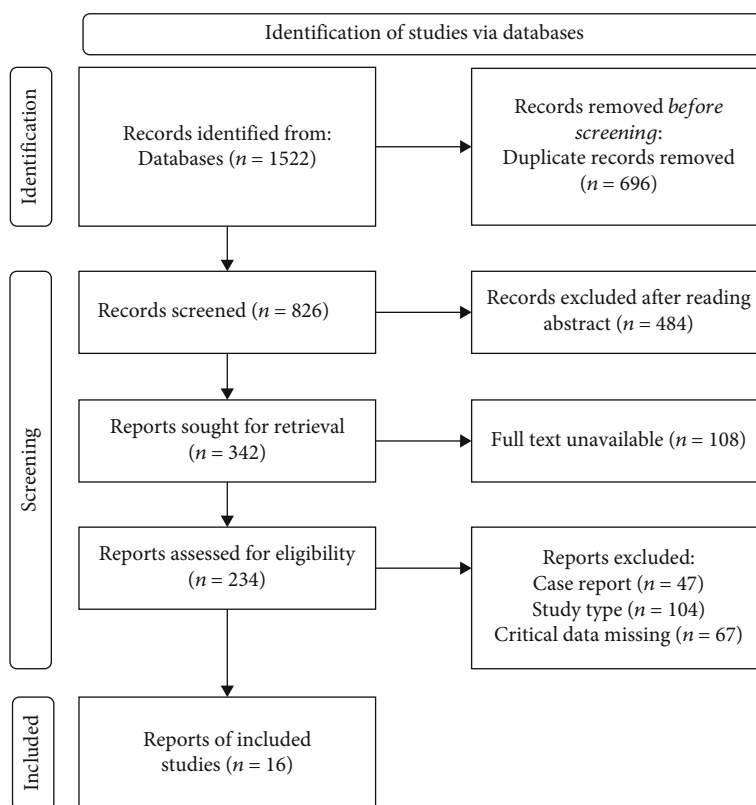 Identification of studies via databases
Identification
Records identified from:
Databases (n = 1522)
Records removed before
screening:
Duplicate records removed
(n = 696)
Screening
Records screened (n = 826)
Records excluded after reading
abstract (n = 484)
Reports sought for retrieval
(n = 342)
Full text unavailable (n = 108)
Reports assessed for eligibility
(n = 234)
Reports excluded:
Case report (n = 47)
Study type (n = 104)
Critical data missing (n = 67)
Included
Reports of included
studies (n = 16)